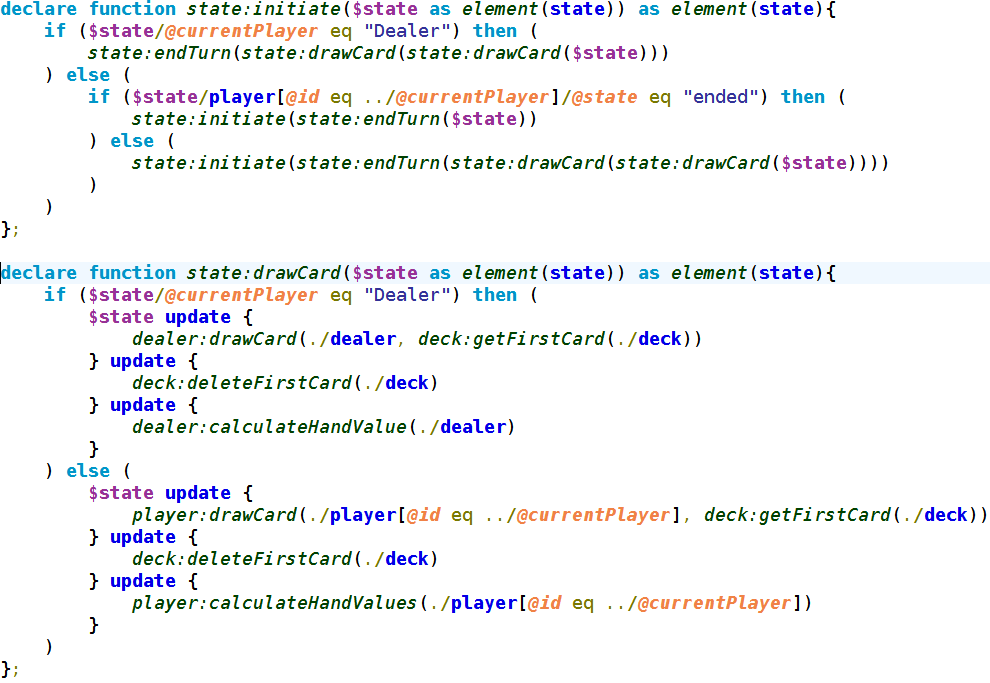 declare function state:initiate($state as element(state)) as element(state){
    if ($state/@currentPlayer eq "Dealer") then (
        state:endTurn(state:drawCard(state:drawCard($state)))
    ) else (
        if ($state/player[@id eq ../@currentPlayer]/@state eq "ended") then (
            state:initiate(state:endTurn($state))
        ) else (
            state:initiate(state:endTurn(state:drawCard(state:drawCard($state))))
        )
    )
};

declare function state:drawCard($state as element(state)) as element(state){
    if ($state/@currentPlayer eq "Dealer") then (
        $state update {
            dealer:drawCard(./dealer, deck:getFirstCard(./deck))
        } update {
            deck:deleteFirstCard(./deck)
        } update {
            dealer:calculateHandValue(./dealer)
        }
    ) else (
        $state update {
            player:drawCard(./player[@id eq ../@currentPlayer], deck:getFirstCard(./deck))
        } update {
            deck:deleteFirstCard(./deck)
        } update {
            player:calculateHandValues(./player[@id eq ../@currentPlayer])
        }
    )
};